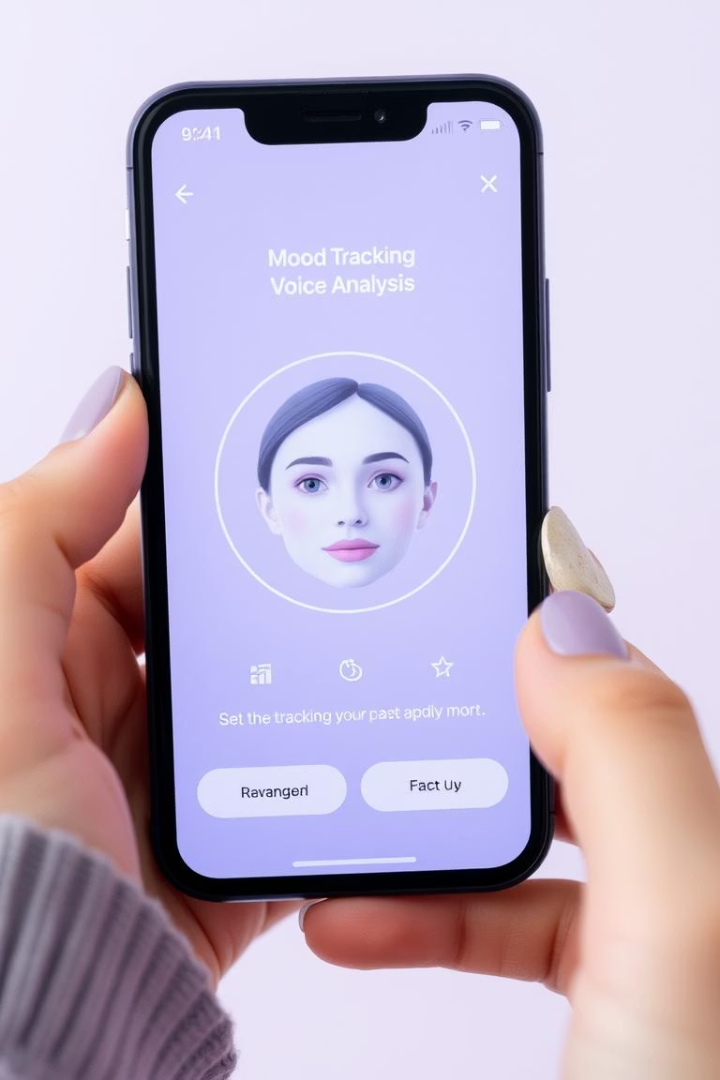 9:41
Mood Tracking
Voice Analysis
Set the tracking your past apdly mort.
Ravangerl
Fact Uy